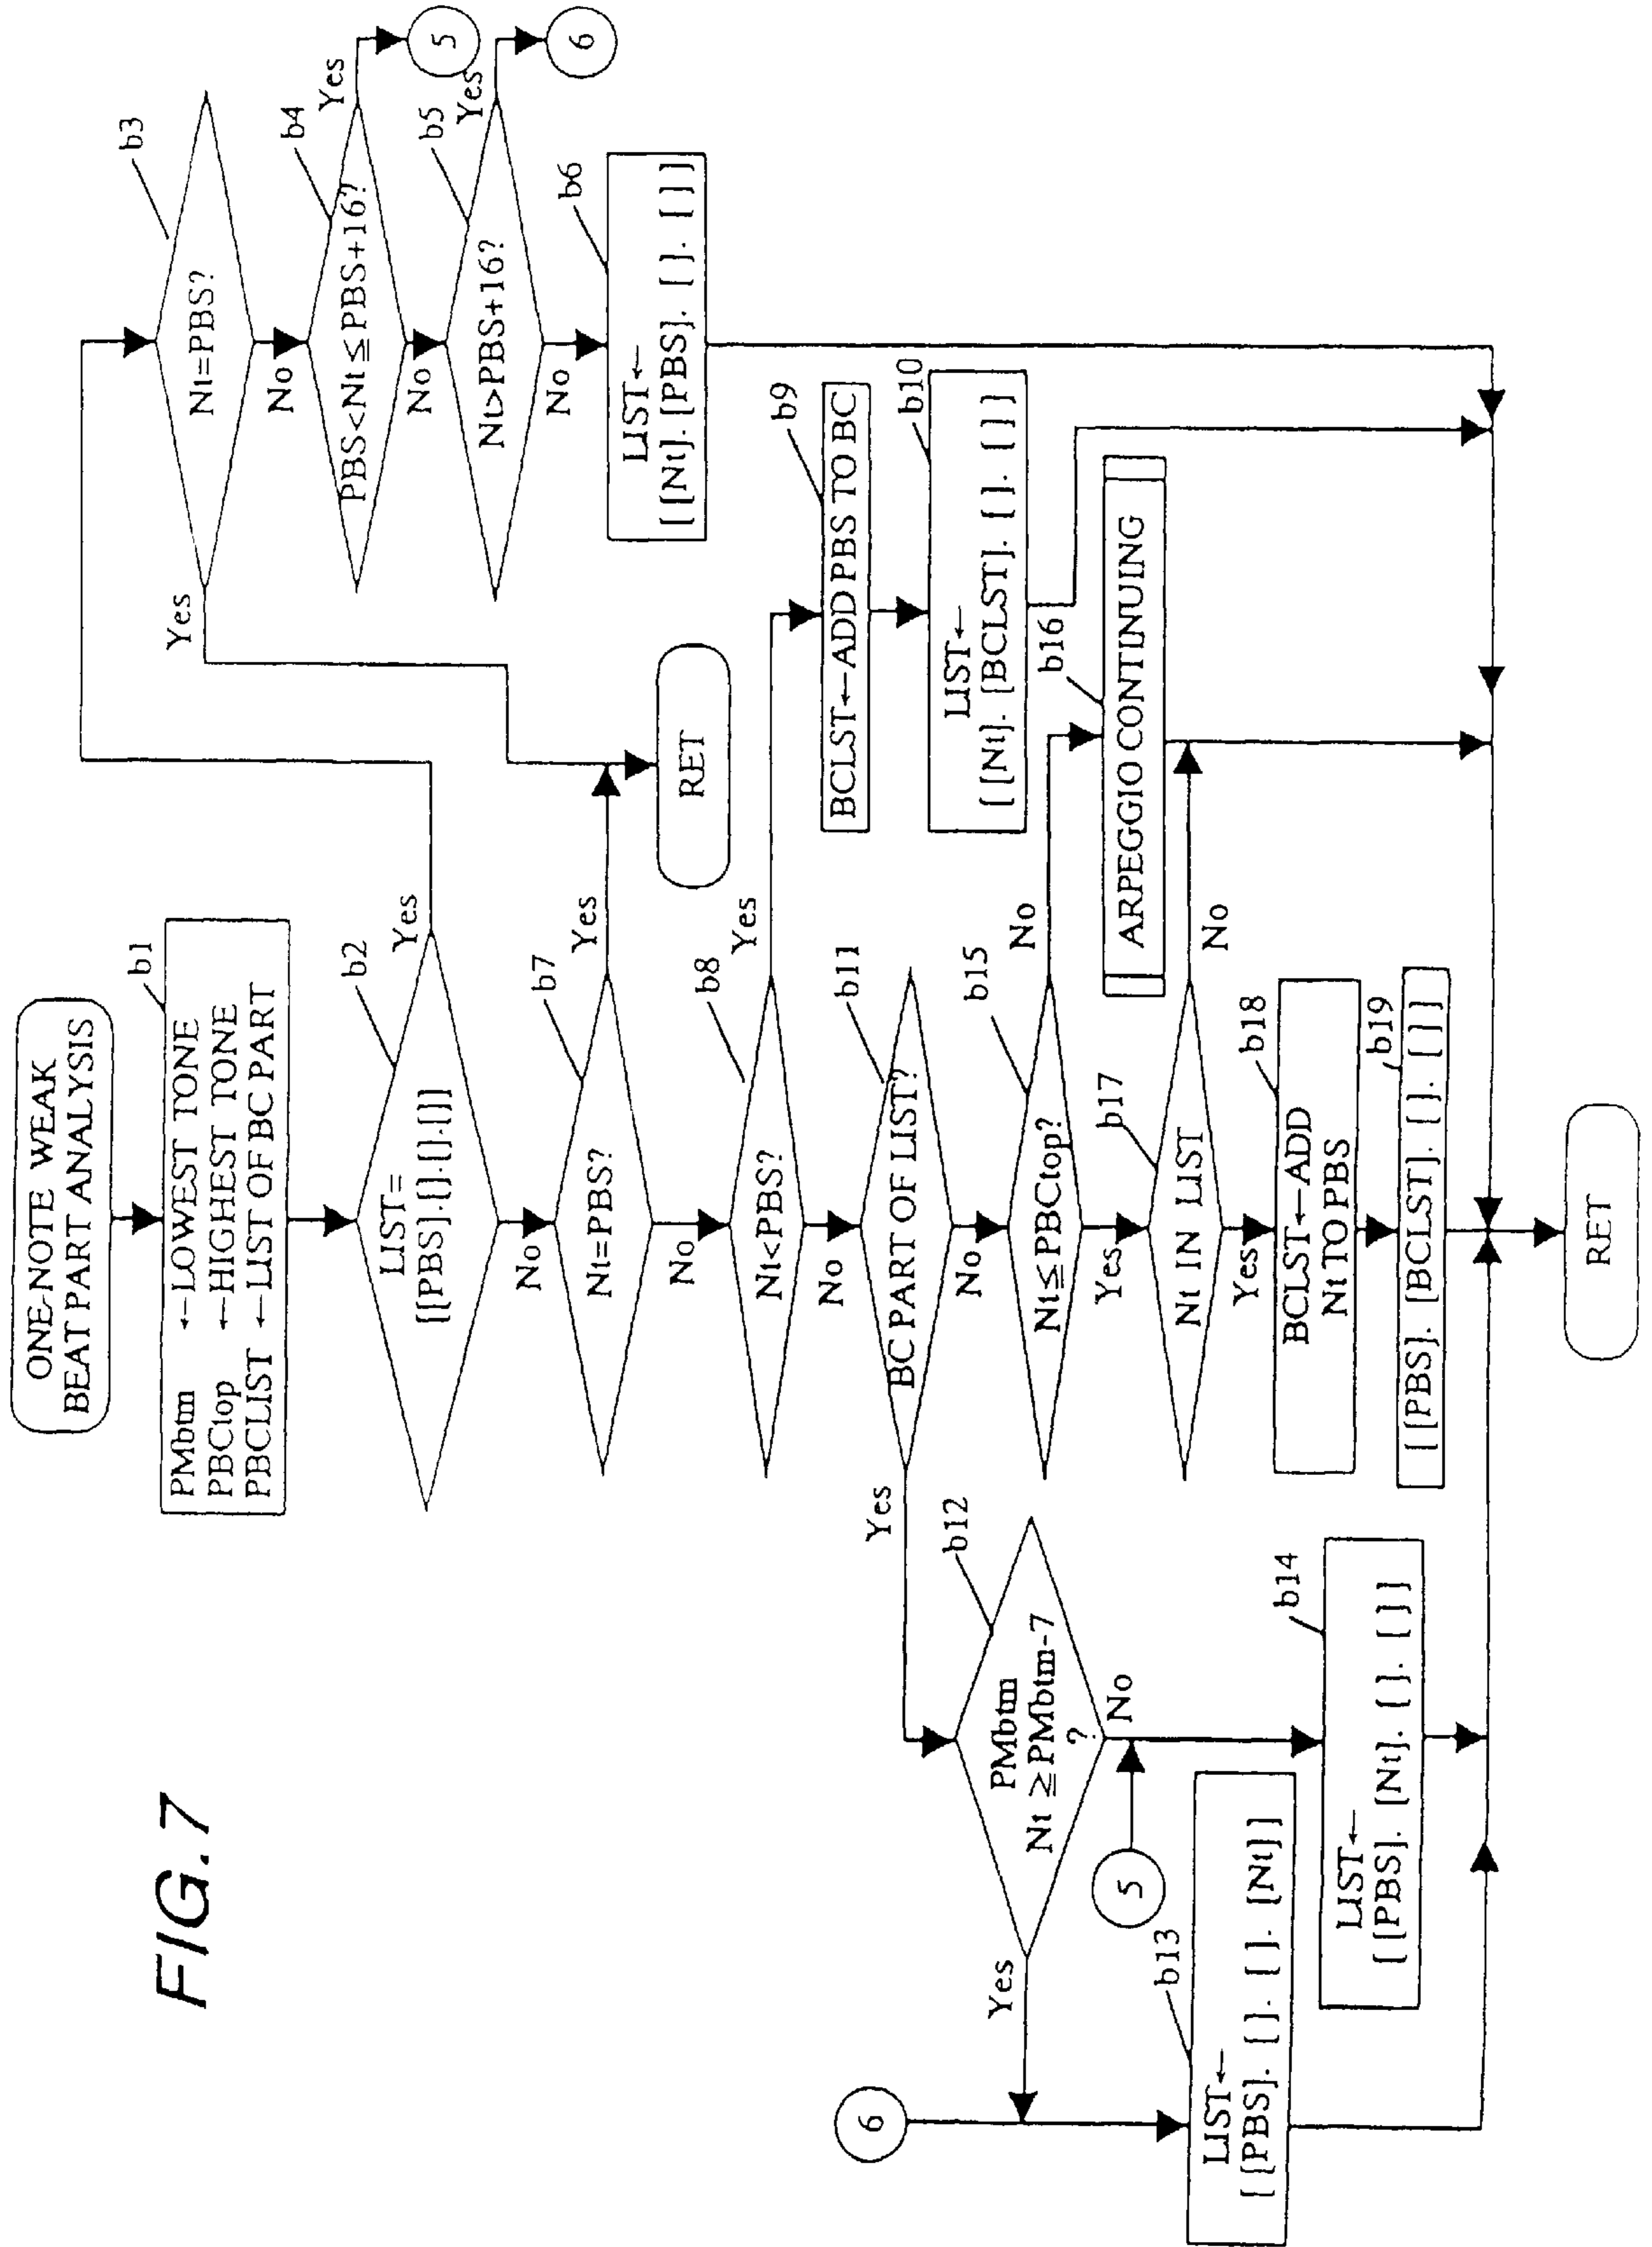 FIG.7
ONE-NOTE WEAK
BEAT PART ANALYSIS
b1
PMbtm ←LOWEST TONE
PBCtop ←HIGHEST TONE
PBCLIST ←LIST OF BC PART
b2
LIST=
[[PBS].[].[].[]]
Yes
No
b3
Nt=PBS?
Yes
No
b4
PBS<Nt≦PBS+16?
Yes
5
No
b5
Nt>PBS+16?
Yes
6
No
b6
LIST←
[[Nt].[PBS].[].[]]
b7
Nt=PBS?
Yes
No
RET
b8
Nt<PBS?
Yes
No
b9
BCLST←ADD PBS TO BC
b10
LIST←
[[Nt].[BCLST].[].[]]
b11
BC PART OF LIST?
Yes
No
b12
PMbtm
Nt≧PMbtm-7
?
Yes
No
6
5
b13
LIST←
[[PBS].[].[].[Nt]]
b14
LIST←
[[PBS].[Nt].[].[]]
b15
Nt≦PBCtop?
No
Yes
b16
ARPEGGIO CONTINUING
b17
Nt IN LIST
No
Yes
b18
BCLST←ADD
Nt TO PBS
b19
[[PBS].[BCLST].[].[]]
RET